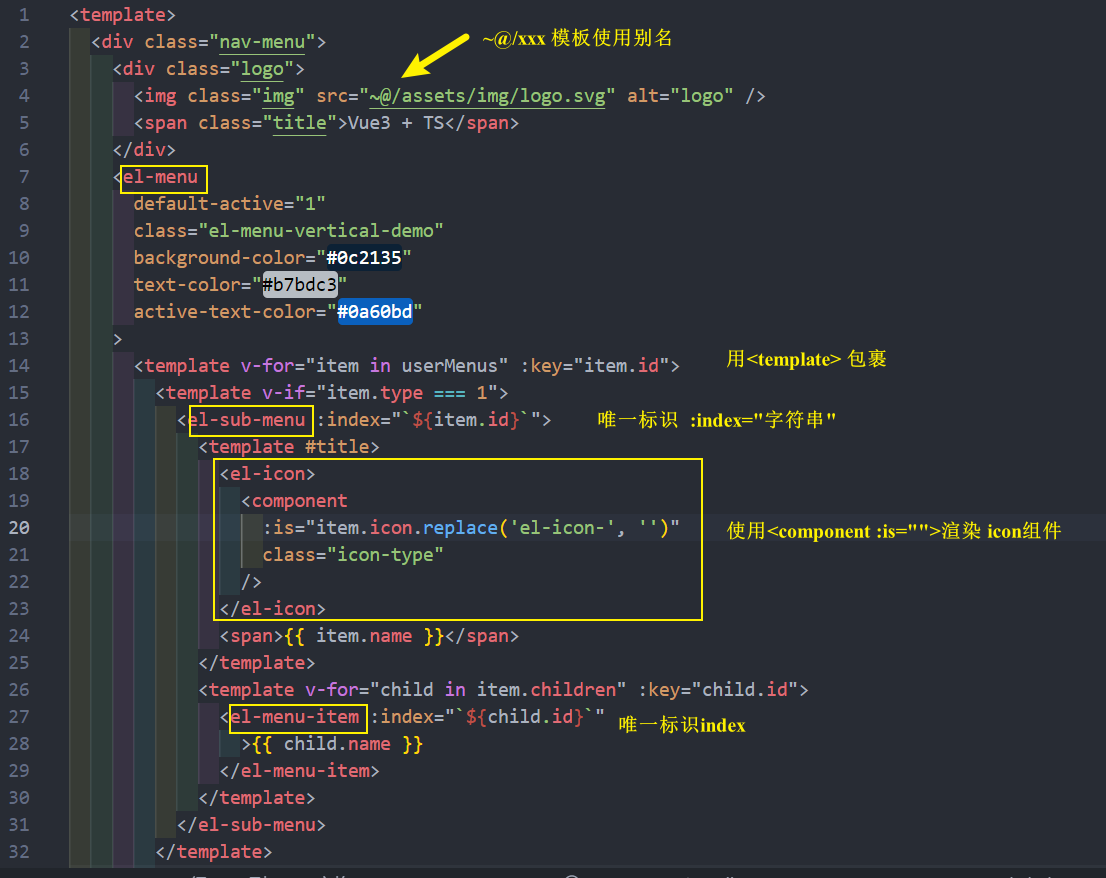 1 <template>
2 <div class="nav-menu">
~@/xxx 模板使用别名
3 <div class="logo">
4 <img class="img" src="~@/assets/img/logo.svg" alt="logo" />
5 <span class="title">Vue3 + TS</span>
6 </div>
7 <el-menu
8 default-active="1"
9 class="el-menu-vertical-demo"
10 background-color="#0c2135"
11 text-color="#b7bdc3"
12 active-text-color="#0a60bd"
13 >
14 <template v-for="item in userMenus" :key="item.id">
用<template> 包裹
15 <template v-if="item.type === 1">
16 <el-sub-menu :index="`${item.id}`">
唯一标识 :index="字符串"
17 <template #title>
18 <el-icon>
19 <component
20 :is="item.icon.replace('el-icon-', '')"
使用<component :is="">渲染 icon组件
21 class="icon-type"
22 />
23 </el-icon>
24 <span>{{ item.name }}</span>
25 </template>
26 <template v-for="child in item.children" :key="child.id">
27 <el-menu-item :index="`${child.id}`"
唯一标识index
28 >{{ child.name }}
29 </el-menu-item>
30 </template>
31 </el-sub-menu>
32 </template>